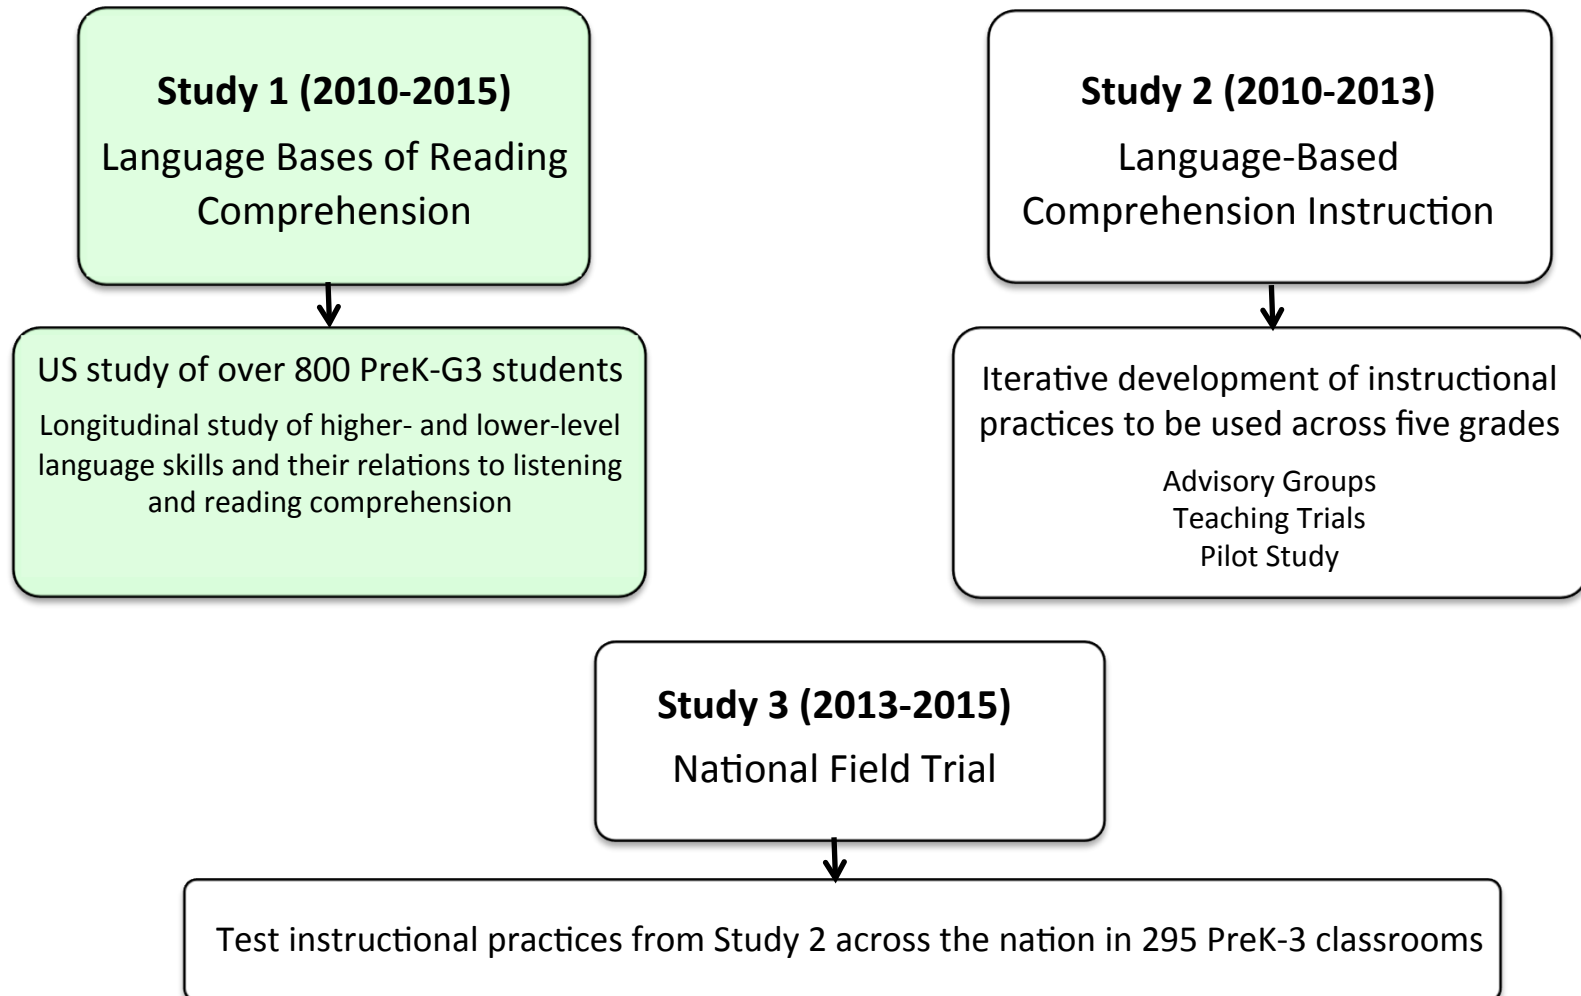 Study 1 (2010-2015)
Language Bases of Reading
Comprehension
US study of over 800 PreK-G3 students
Longitudinal study of higher- and lower-level
language skills and their relations to listening
and reading comprehension
Study 2 (2010-2013)
Language-Based
Comprehension Instruction
Iterative development of instructional
practices to be used across five grades
Advisory Groups
Teaching Trials
Pilot Study
Study 3 (2013-2015)
National Field Trial
Test instructional practices from Study 2 across the nation in 295 PreK-3 classrooms